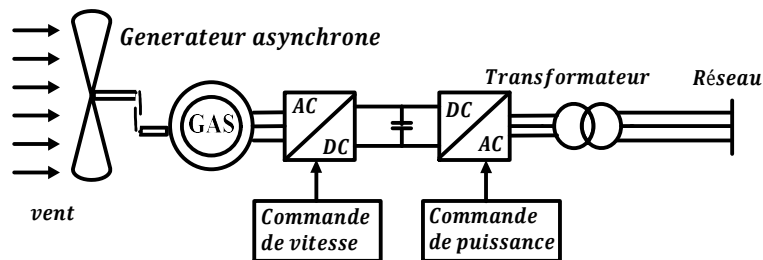 Generateur asynchrone
Transformateur
Réseau
AC
DC
DC
AC
GAS
vent
Commande
de vitesse
Commande
de puissance